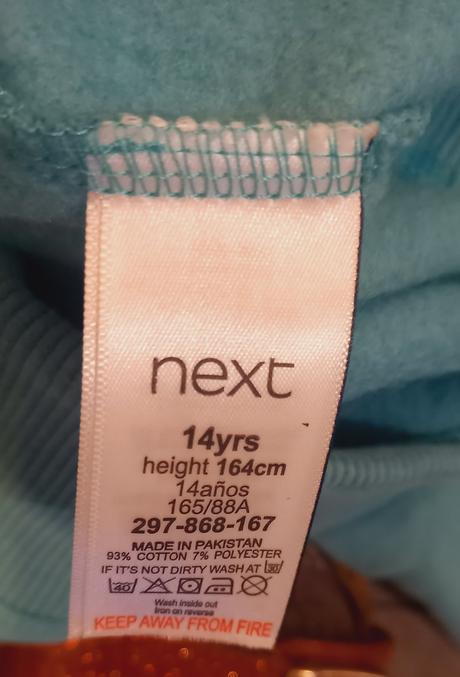 next
14yrs
height 164cm
14años
165/88A
297-868-167
MADE IN PAKISTAN
93% COTTON 7% POLYESTER
IF IT'S NOT DIRTY WASH AT 30
40
Wash inside out
Iron on reverse
KEEP AWAY FROM FIRE